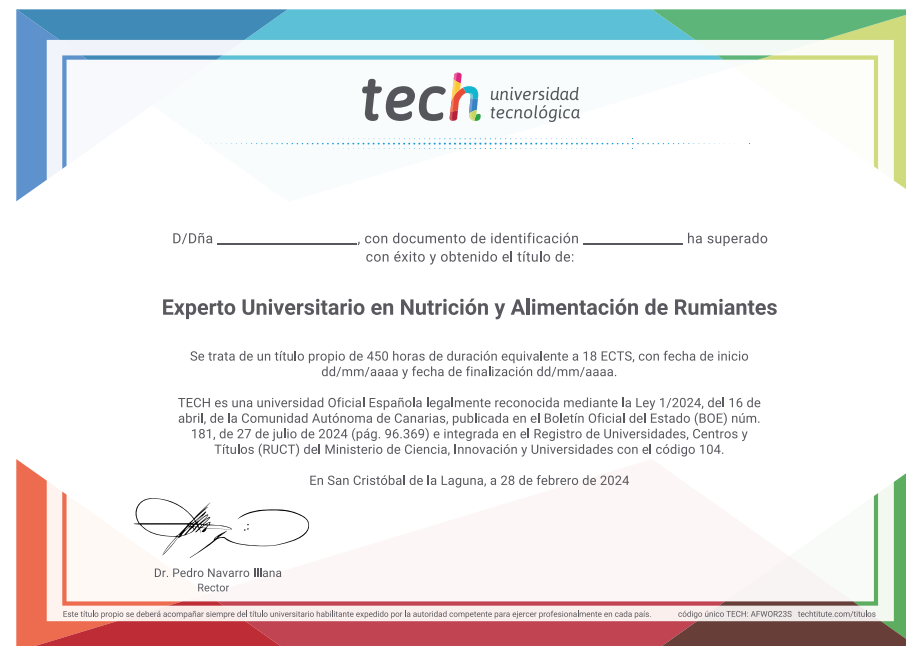 tech universidad
tecnológica
D/Dña ____________________, con documento de identificación ______________ ha superado
con éxito y obtenido el título de:
Experto Universitario en Nutrición y Alimentación de Rumiantes
Se trata de un título propio de 450 horas de duración equivalente a 18 ECTS, con fecha de inicio
dd/mm/aaaa y fecha de finalización dd/mm/aaaa.
TECH es una universidad Oficial Española legalmente reconocida mediante la Ley 1/2024, del 16 de
abril, de la Comunidad Autónoma de Canarias, publicada en el Boletín Oficial del Estado (BOE) núm.
181, de 27 de julio de 2024 (pág. 96.369) e integrada en el Registro de Universidades, Centros y
Títulos (RUCT) del Ministerio de Ciencia, Innovación y Universidades con el código 104.
En San Cristóbal de la Laguna, a 28 de febrero de 2024
Dr. Pedro Navarro Illana
Rector
Este título propio se deberá acompañar siempre del título universitario habilitante expedido por la autoridad competente para ejercer profesionalmente en cada país. código único TECH: AFWOR23S techtitute.com/titulos